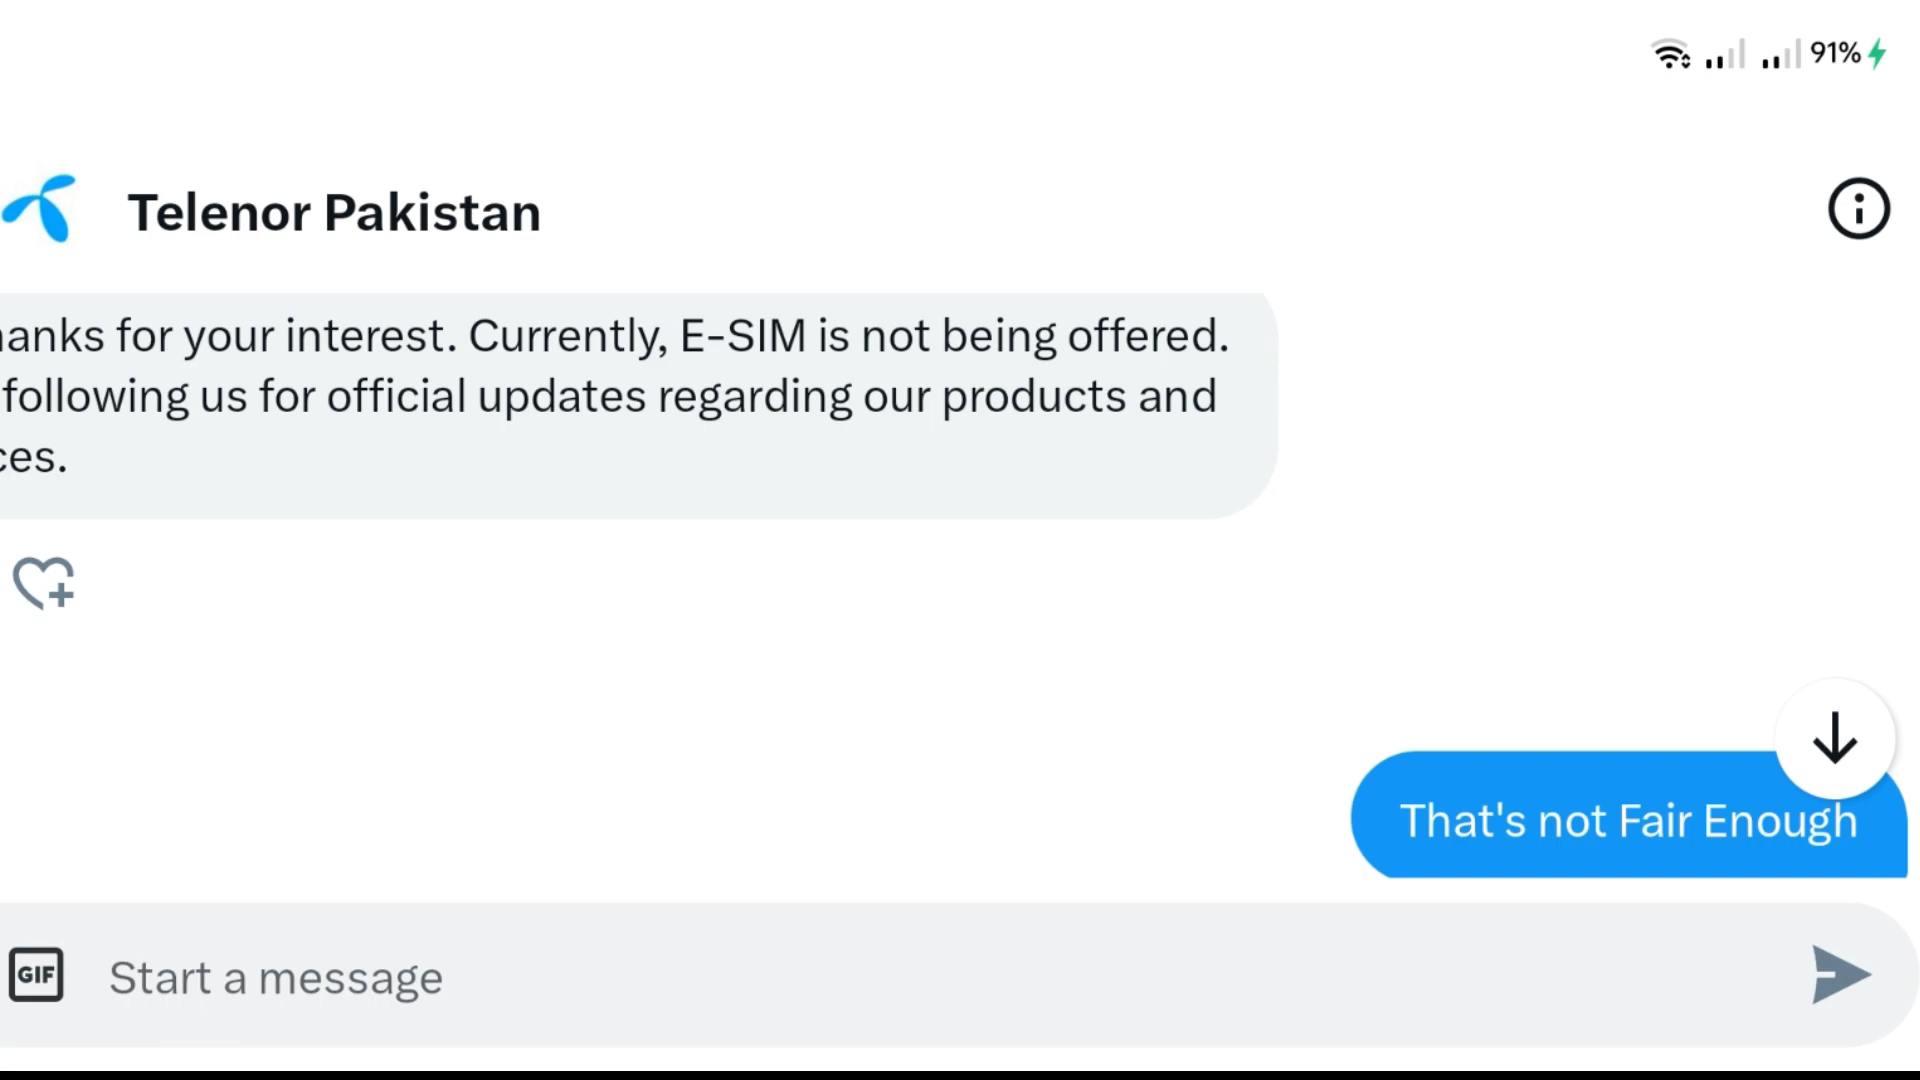 91%
Telenor Pakistan
hanks for your interest. Currently, E-SIM is not being offered.
following us for official updates regarding our products and
ces.
That's not Fair Enough
GIF Start a message